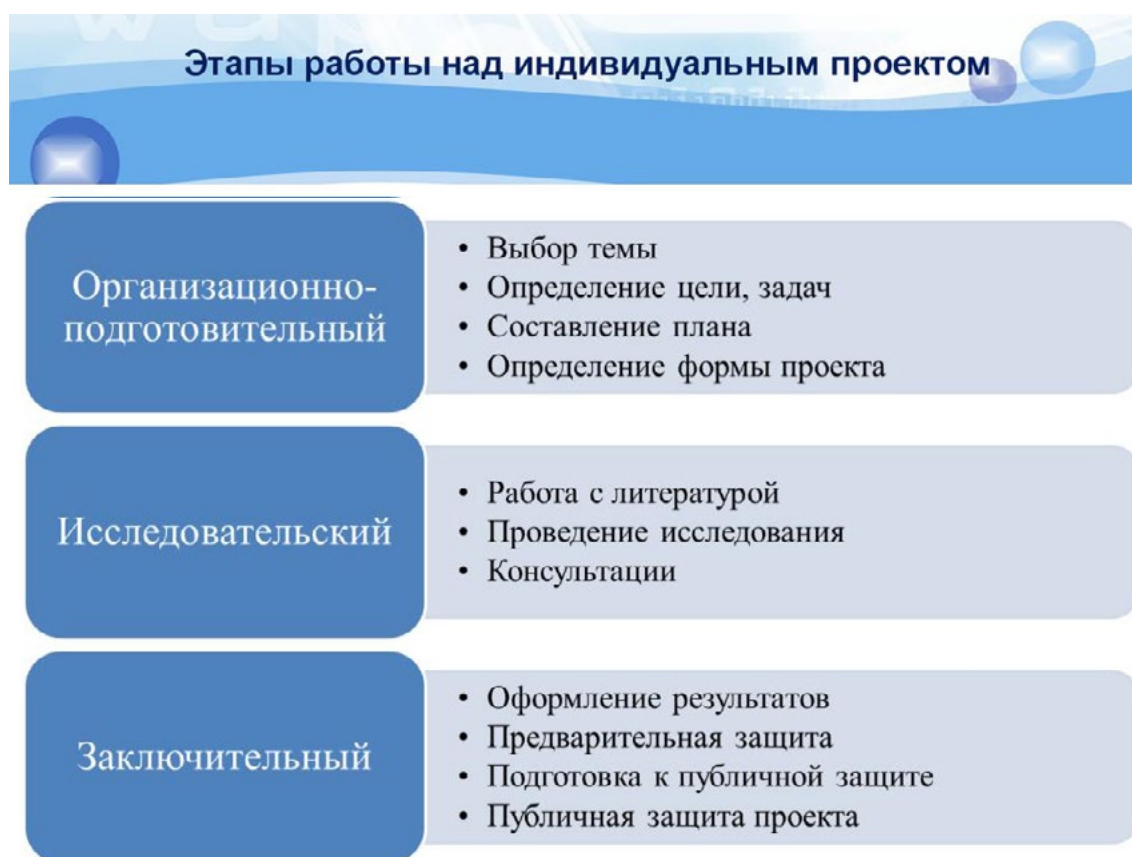 Этапы работы над индивидуальным проектом
Организационно-
подготовительный
• Выбор темы
• Определение цели, задач
• Составление плана
• Определение формы проекта
Исследовательский
• Работа с литературой
• Проведение исследования
• Консультации
Заключительный
• Оформление результатов
• Предварительная защита
• Подготовка к публичной защите
• Публичная защита проекта